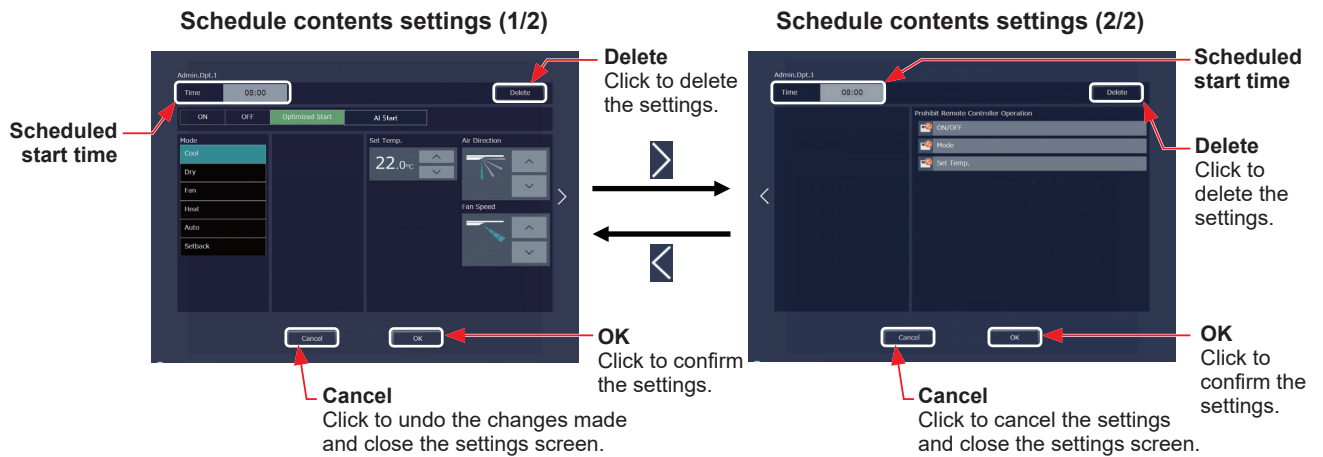 Schedule contents settings (1/2)
Admin.Dpt.1
Time 08:00
Delete
ON OFF Optimized Start AI Start
Mode
Cool
Dry
Fan
Heat
Auto
Setback
Set Temp.
22.0°C
Air Direction
Fan Speed
Cancel
OK
Scheduled
start time
Delete
Click to delete
the settings.
OK
Click to confirm
the settings.
Cancel
Click to undo the changes made
and close the settings screen.
Schedule contents settings (2/2)
Admin.Dpt.1
Time 08:00
Delete
Prohibit Remote Controller Operation
ON/OFF
Mode
Set Temp.
Cancel
OK
Scheduled
start time
Delete
Click to
delete the
settings.
OK
Click to
confirm the
settings.
Cancel
Click to cancel the settings
and close the settings screen.